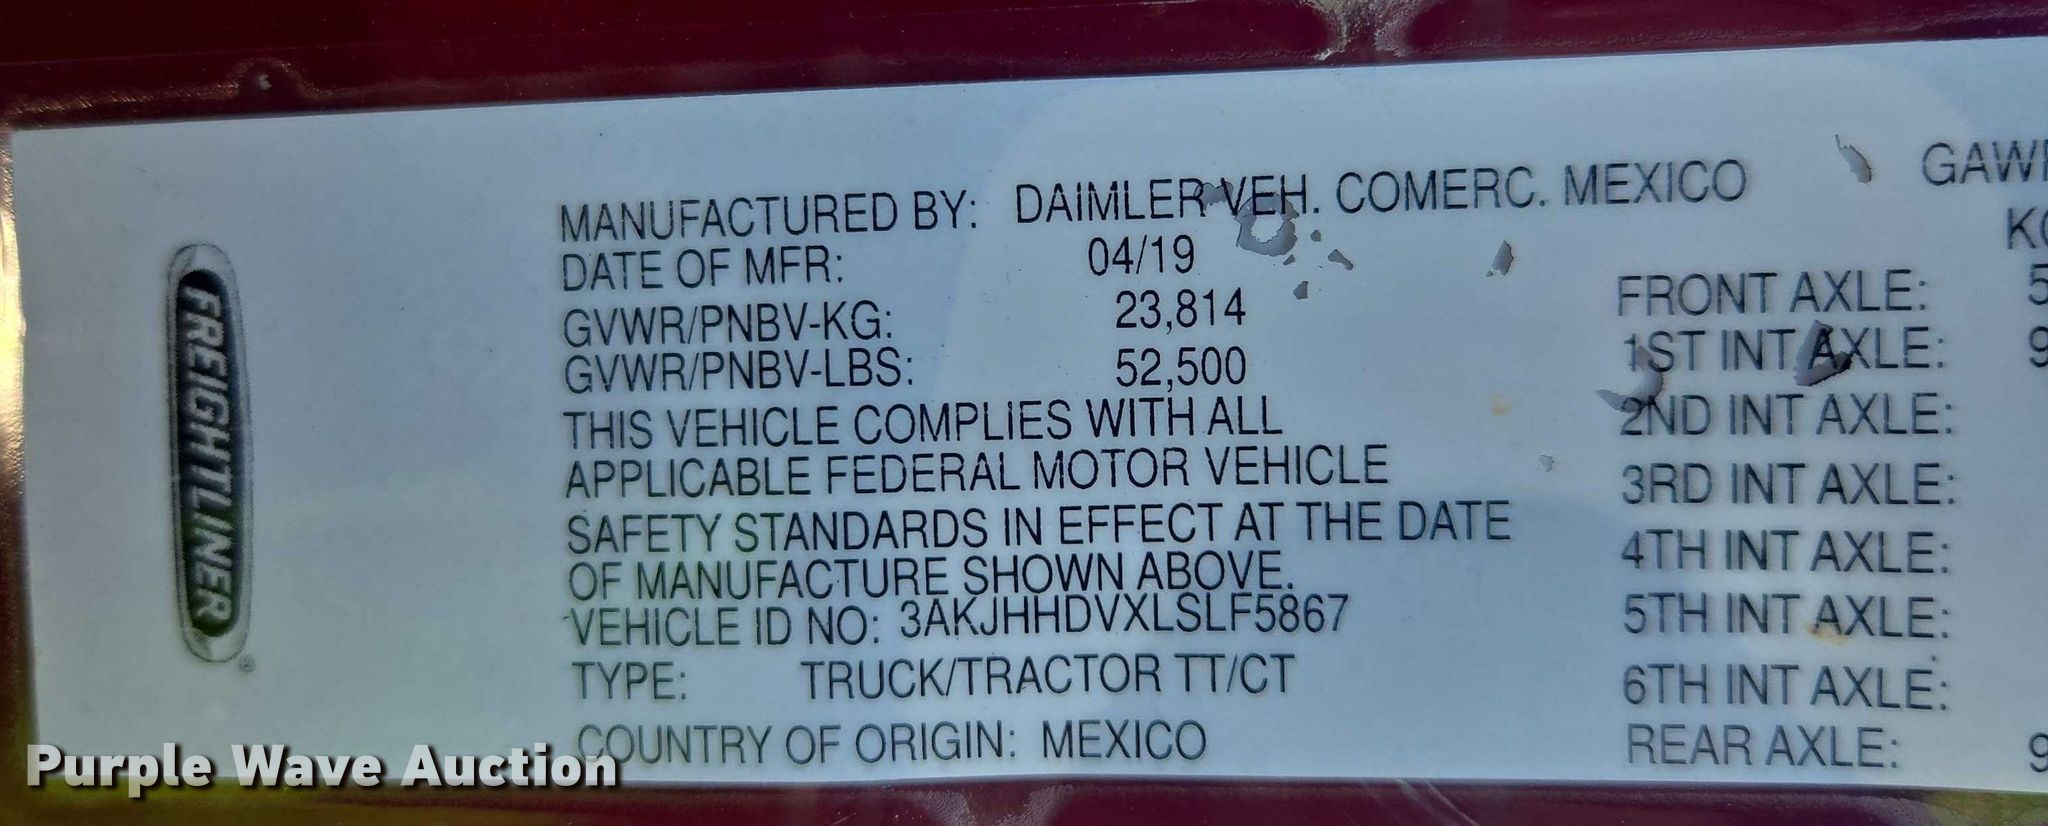 FREIGHTLINER
®
MANUFACTURED BY: DAIMLER VEH. COMERC. MEXICO
DATE OF MFR: 04/19
GVWR/PNBV-KG: 23,814
GVWR/PNBV-LBS: 52,500
THIS VEHICLE COMPLIES WITH ALL
APPLICABLE FEDERAL MOTOR VEHICLE
SAFETY STANDARDS IN EFFECT AT THE DATE
OF MANUFACTURE SHOWN ABOVE.
VEHICLE ID NO: 3AKJHHDVXLSLF5867
TYPE: TRUCK/TRACTOR TT/CT
COUNTRY OF ORIGIN: MEXICO
FRONT AXLE:
1ST INT AXLE:
2ND INT AXLE:
3RD INT AXLE:
4TH INT AXLE:
5TH INT AXLE:
6TH INT AXLE:
REAR AXLE:
Purple Wave Auction